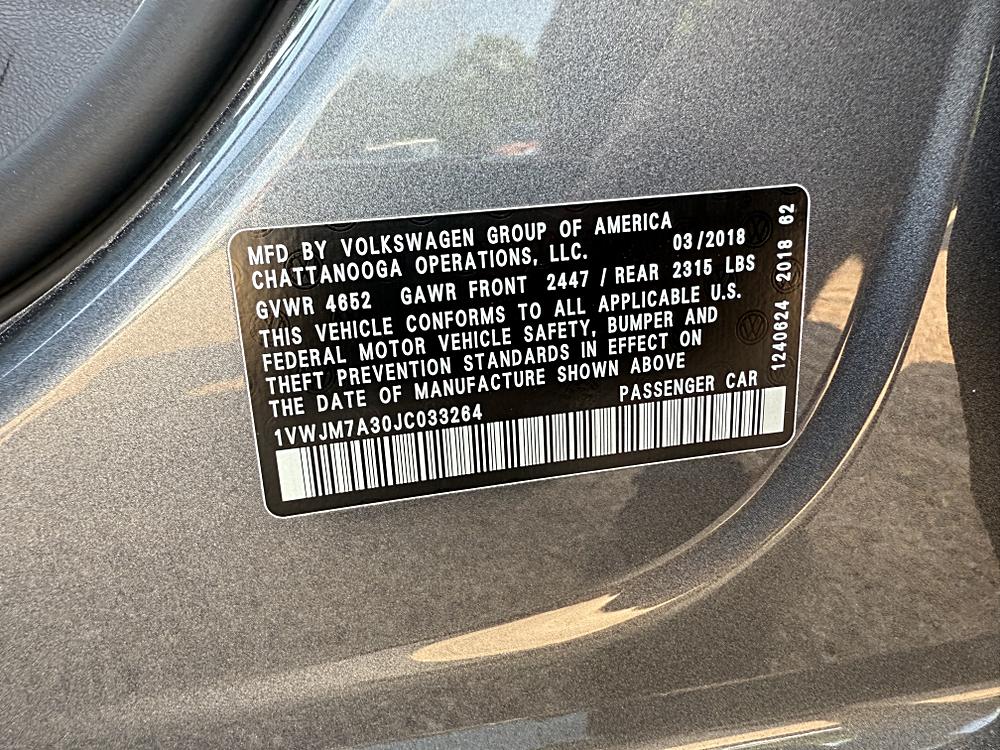 MFD BY VOLKSWAGEN GROUP OF AMERICA
CHATTANOOGA OPERATIONS, LLC. 03/2018
GVWR 4652 GAWR FRONT 2447 / REAR 2315 LBS
THIS VEHICLE CONFORMS TO ALL APPLICABLE U.S.
FEDERAL MOTOR VEHICLE SAFETY, BUMPER AND
THEFT PREVENTION STANDARDS IN EFFECT ON
THE DATE OF MANUFACTURE SHOWN ABOVE
1VWJM7A30JC033264 PASSENGER CAR
1240624 2018 62